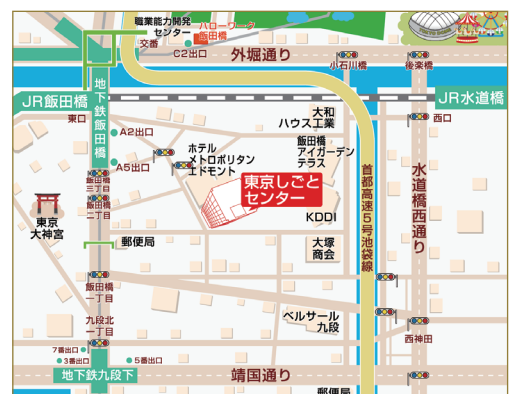 職業能力開発
センター
ハローワーク
飯田橋
交番
C2出口
外堀通り
小石川橋
後楽橋
JR飯田橋
JR水道橋
地下鉄飯田橋
東口
西口
A2出口
大和
ハウス工業
ホテル
メトロポリタン
エドモント
飯田橋
アイガーデン
テラス
A5出口
飯田橋
三丁目
東京しごと
センター
首都高速5号池袋線
水道橋西通り
飯田橋
二丁目
東京
大神宮
KDDI
郵便局
大塚
商会
飯田橋
一丁目
ベルサール
九段
九段北
一丁目
西神田
7番出口
3番出口
5番出口
地下鉄九段下
靖国通り
郵便局